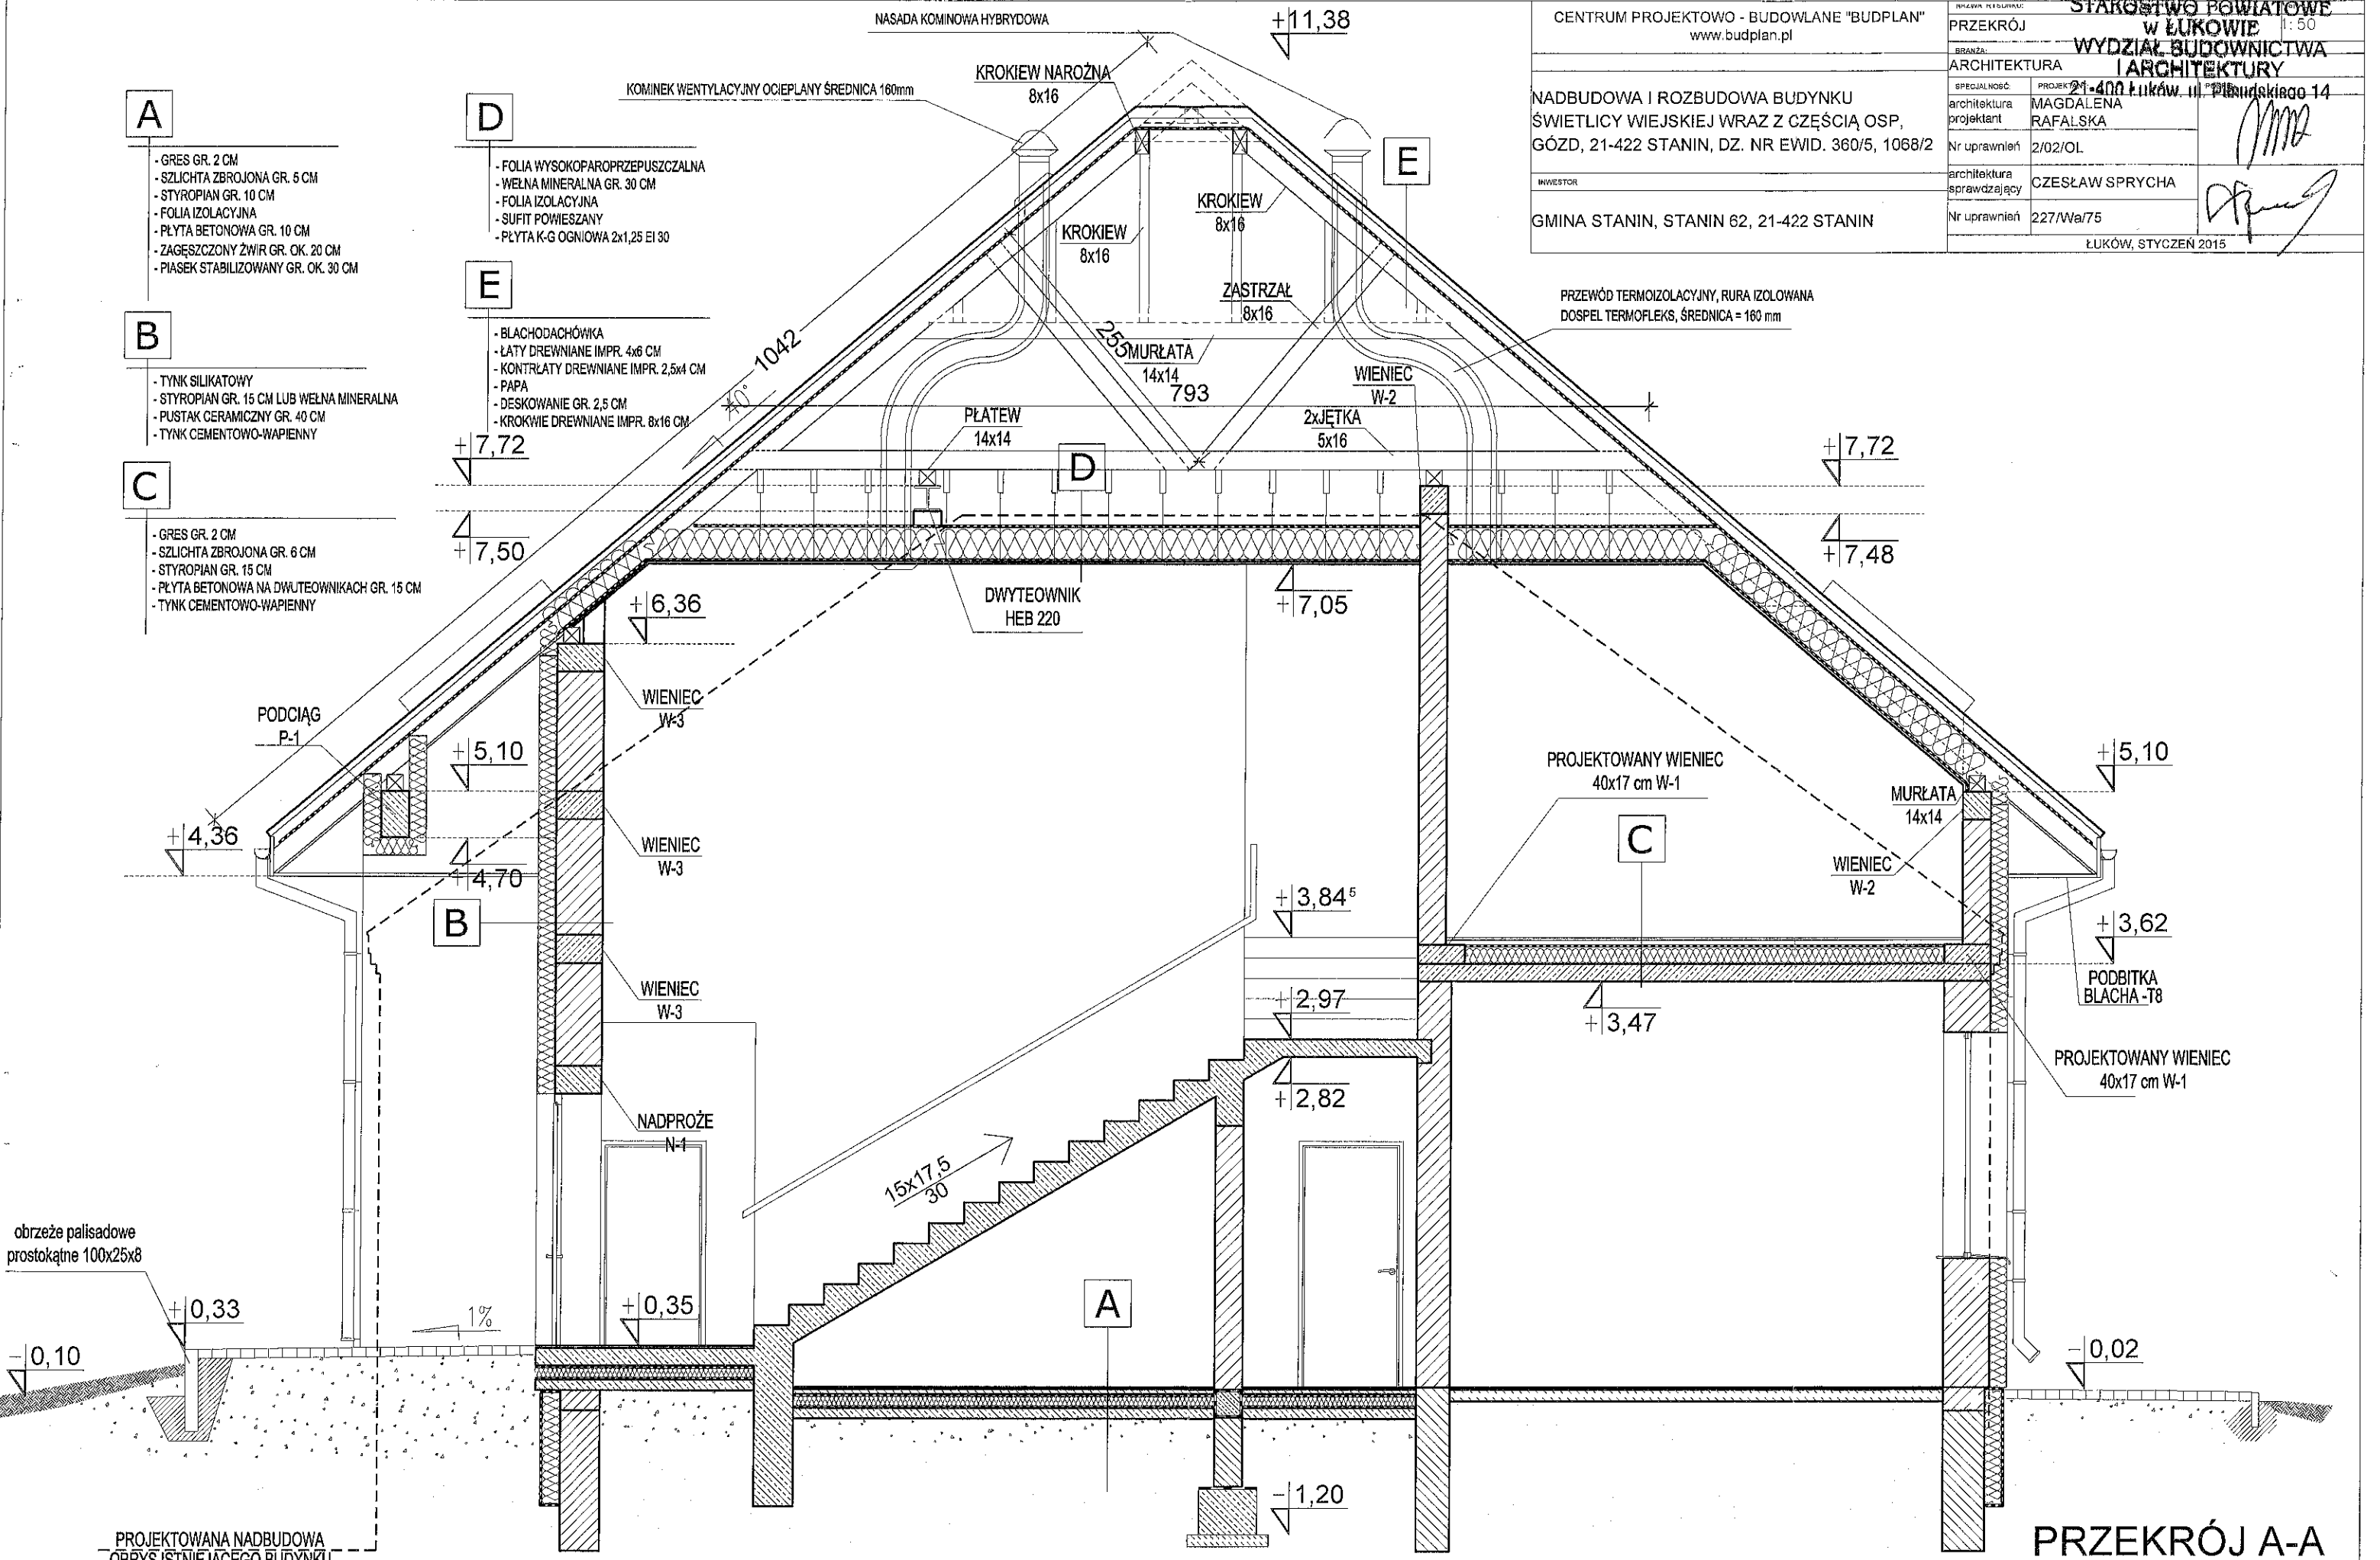 NASADA KOMINOWA HYBRYDOWA
+11,38
KOMINEK WENTYLACYJNY OCIEPLANY ŚREDNICA 160mm
KROKIEW NAROŻNA
8x16
CENTRUM PROJEKTOWO - BUDOWLANE "BUDPLAN"
www.budplan.pl
NADBUDOWA I ROZBUDOWA BUDYNKU
ŚWIETLICY WIEJSKIEJ WRAZ Z CZĘŚCIĄ OSP,
GÓZD, 21-422 STANIN, DZ. NR EWID. 360/5, 1068/2
INWESTOR
GMINA STANIN, STANIN 62, 21-422 STANIN
PRZEKRÓJ
1:50
BRANŻA:
ARCHITEKTURA
SPECJALNOŚĆ:
architektura
projektant
MAGDALENA
RAFALSKA
Nr uprawnień
2/02/OL
architektura
sprawdzający
CZESŁAW SPRYCHA
Nr uprawnień
227/Wa/75
ŁUKÓW, STYCZEŃ 2015
STAROSTWO POWIATOWE
w ŁUKOWIE
WYDZIAŁ BUDOWNICTWA
I ARCHITEKTURY
21-400 Łuków, ul. Piłsudskiego 14
A
- GRES GR. 2 CM
- SZLICHTA ZBROJONA GR. 5 CM
- STYROPIAN GR. 10 CM
- FOLIA IZOLACYJNA
- PŁYTA BETONOWA GR. 10 CM
- ZAGĘSZCZONY ŻWIR GR. OK. 20 CM
- PIASEK STABILIZOWANY GR. OK. 30 CM
B
- TYNK SILIKATOWY
- STYROPIAN GR. 15 CM LUB WEŁNA MINERALNA
- PUSTAK CERAMICZNY GR. 40 CM
- TYNK CEMENTOWO-WAPIENNY
C
- GRES GR. 2 CM
- SZLICHTA ZBROJONA GR. 6 CM
- STYROPIAN GR. 15 CM
- PŁYTA BETONOWA NA DWUTEOWNIKACH GR. 15 CM
- TYNK CEMENTOWO-WAPIENNY
D
- FOLIA WYSOKOPAROPRZEPUSZCZALNA
- WEŁNA MINERALNA GR. 30 CM
- FOLIA IZOLACYJNA
- SUFIT POWIESZANY
- PŁYTA K-G OGNIOWA 2x1,25 EI 30
E
- BLACHODACHÓWKA
- ŁATY DREWNIANE IMPR. 4x6 CM
- KONTRŁATY DREWNIANE IMPR. 2,5x4 CM
- PAPA
- DESKOWANIE GR. 2,5 CM
- KROKWIE DREWNIANE IMPR. 8x16 CM
E
KROKIEW
8x16
KROKIEW
8x16
ZASTRZAŁ
8x16
PRZEWÓD TERMOIZOLACYJNY, RURA IZOLOWANA
DOSPEL TERMOFLEKS, ŚREDNICA = 160 mm
1042
40°
255
MURŁATA
14x14
793
WIENIEC
W-2
PŁATEW
14x14
2xJĘTKA
5x16
D
+7,72
+7,50
+7,72
+7,48
+6,36
DWYTEOWNIK
HEB 220
+7,05
WIENIEC
W-3
PODCIĄG
P-1
+5,10
+5,10
PROJEKTOWANY WIENIEC
40x17 cm W-1
MURŁATA
14x14
C
+4,36
+4,70
WIENIEC
W-3
WIENIEC
W-2
B
+3,84⁵
+3,62
WIENIEC
W-3
+2,97
+3,47
PODBITKA
BLACHA -T8
+2,82
PROJEKTOWANY WIENIEC
40x17 cm W-1
NADPROŻE
N-1
15x17,5
30
obrzeże palisadowe
prostokątne 100x25x8
+0,33
1%
+0,35
A
-0,10
-0,02
-1,20
PROJEKTOWANA NADBUDOWA
OBRYS ISTNIEJĄCEGO BUDYNKU
PRZEKRÓJ A-A